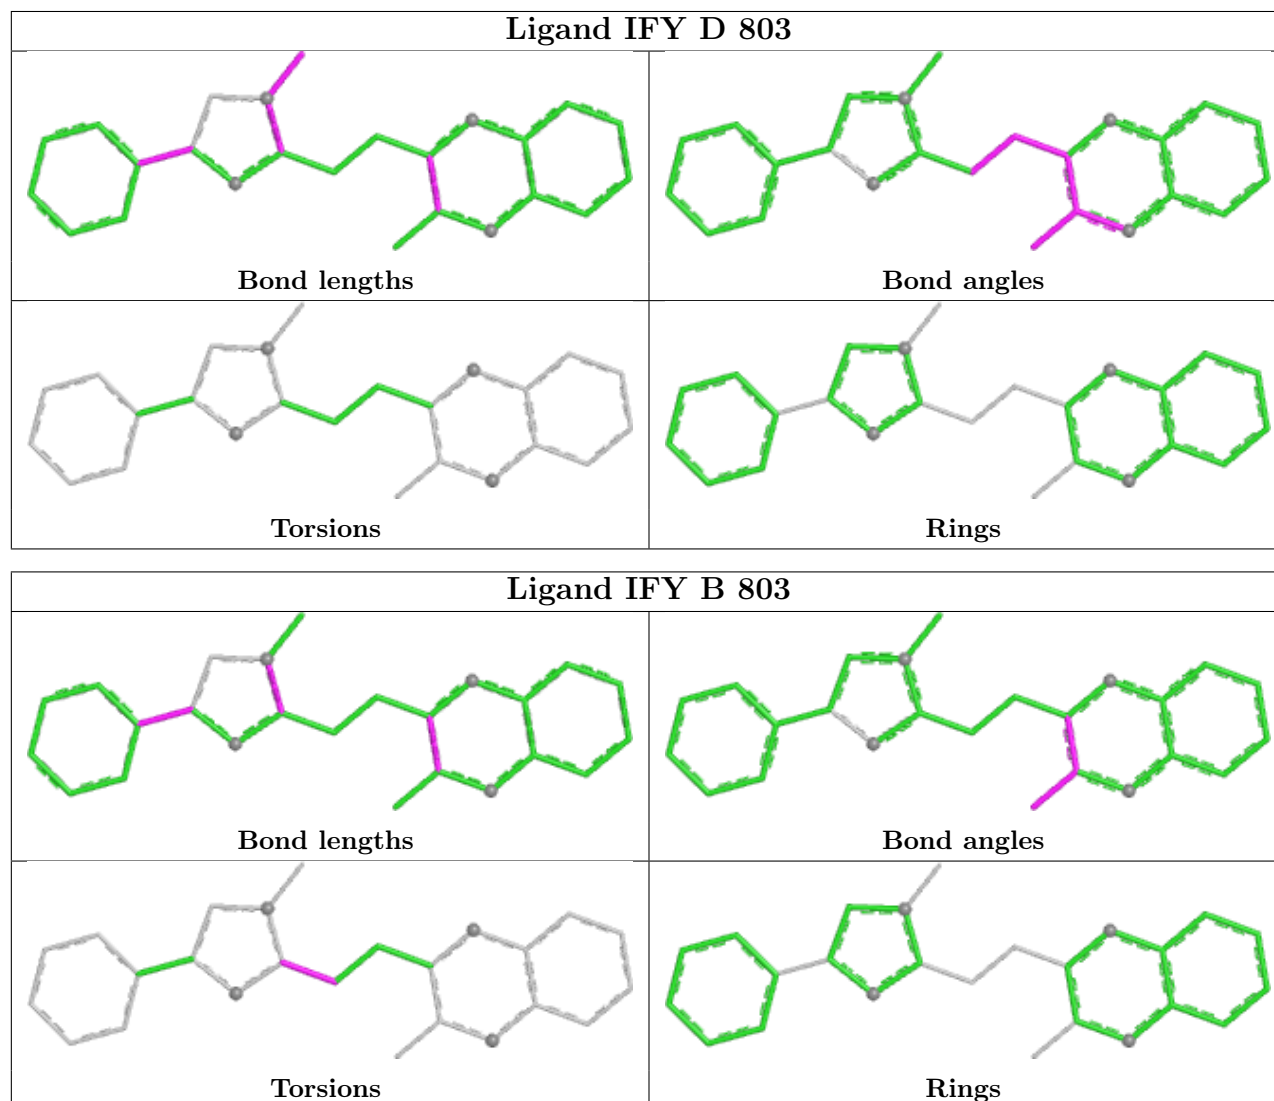 Ligand IFY D 803
Bond lengths
Bond angles
Torsions
Rings
Ligand IFY B 803
Bond lengths
Bond angles
Torsions
Rings